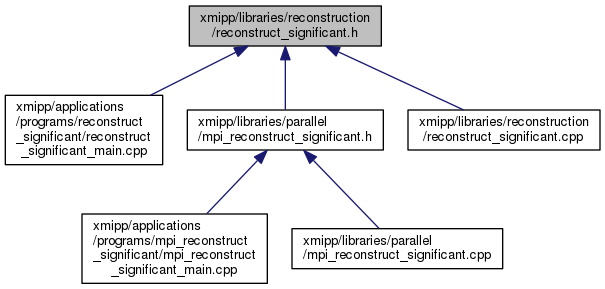 xmipp/libraries/reconstruction
/reconstruct_significant.h
xmipp/applications
/programs/reconstruct
_significant/reconstruct
_significant_main.cpp
xmipp/libraries/parallel
/mpi_reconstruct_significant.h
xmipp/libraries/reconstruction
/reconstruct_significant.cpp
xmipp/applications
/programs/mpi_reconstruct
_significant/mpi_reconstruct
_significant_main.cpp
xmipp/libraries/parallel
/mpi_reconstruct_significant.cpp